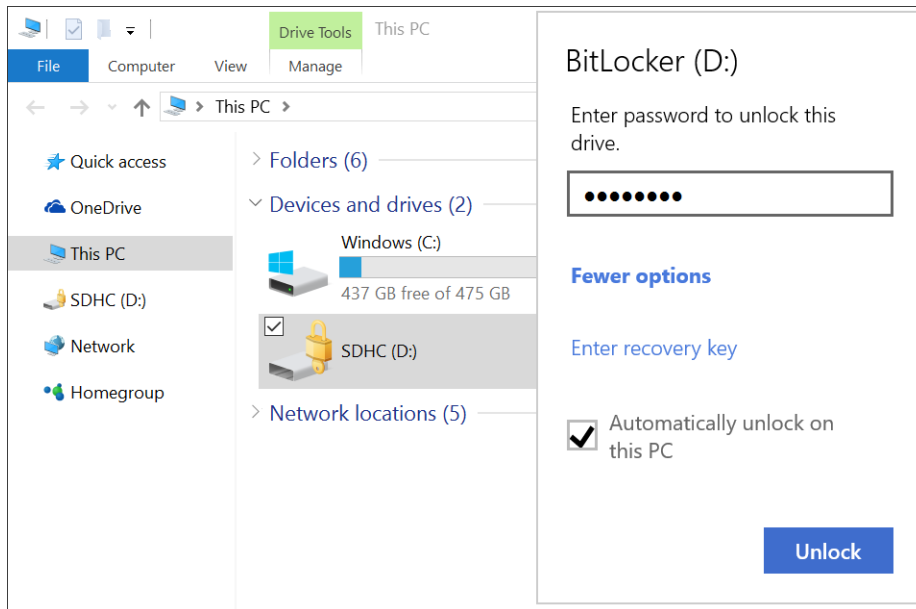 Drive Tools
This PC
File
Computer
View
Manage
This PC
Quick access
OneDrive
This PC
SDHC (D:)
Network
Homegroup
Folders (6)
Devices and drives (2)
Windows (C:)
437 GB free of 475 GB
SDHC (D:)
Network locations (5)
BitLocker (D:)
Enter password to unlock this
drive.
●●●●●●●●
Fewer options
Enter recovery key
Automatically unlock on
this PC
Unlock